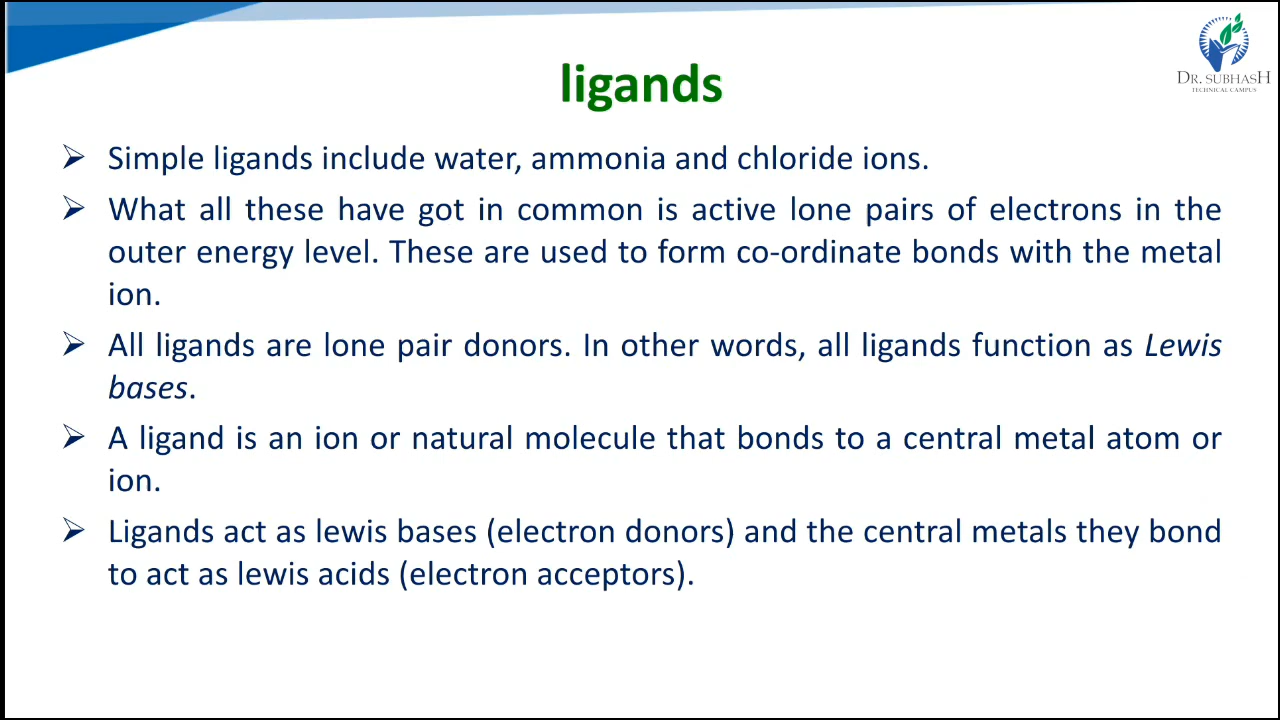 DR. SUBHASH
TECHNICAL CAMPUS
ligands
Simple ligands include water, ammonia and chloride ions.
What all these have got in common is active lone pairs of electrons in the
outer energy level. These are used to form co-ordinate bonds with the metal
ion.
All ligands are lone pair donors. In other words, all ligands function as Lewis
bases.
A ligand is an ion or natural molecule that bonds to a central metal atom or
ion.
Ligands act as lewis bases (electron donors) and the central metals they bond
to act as lewis acids (electron acceptors).